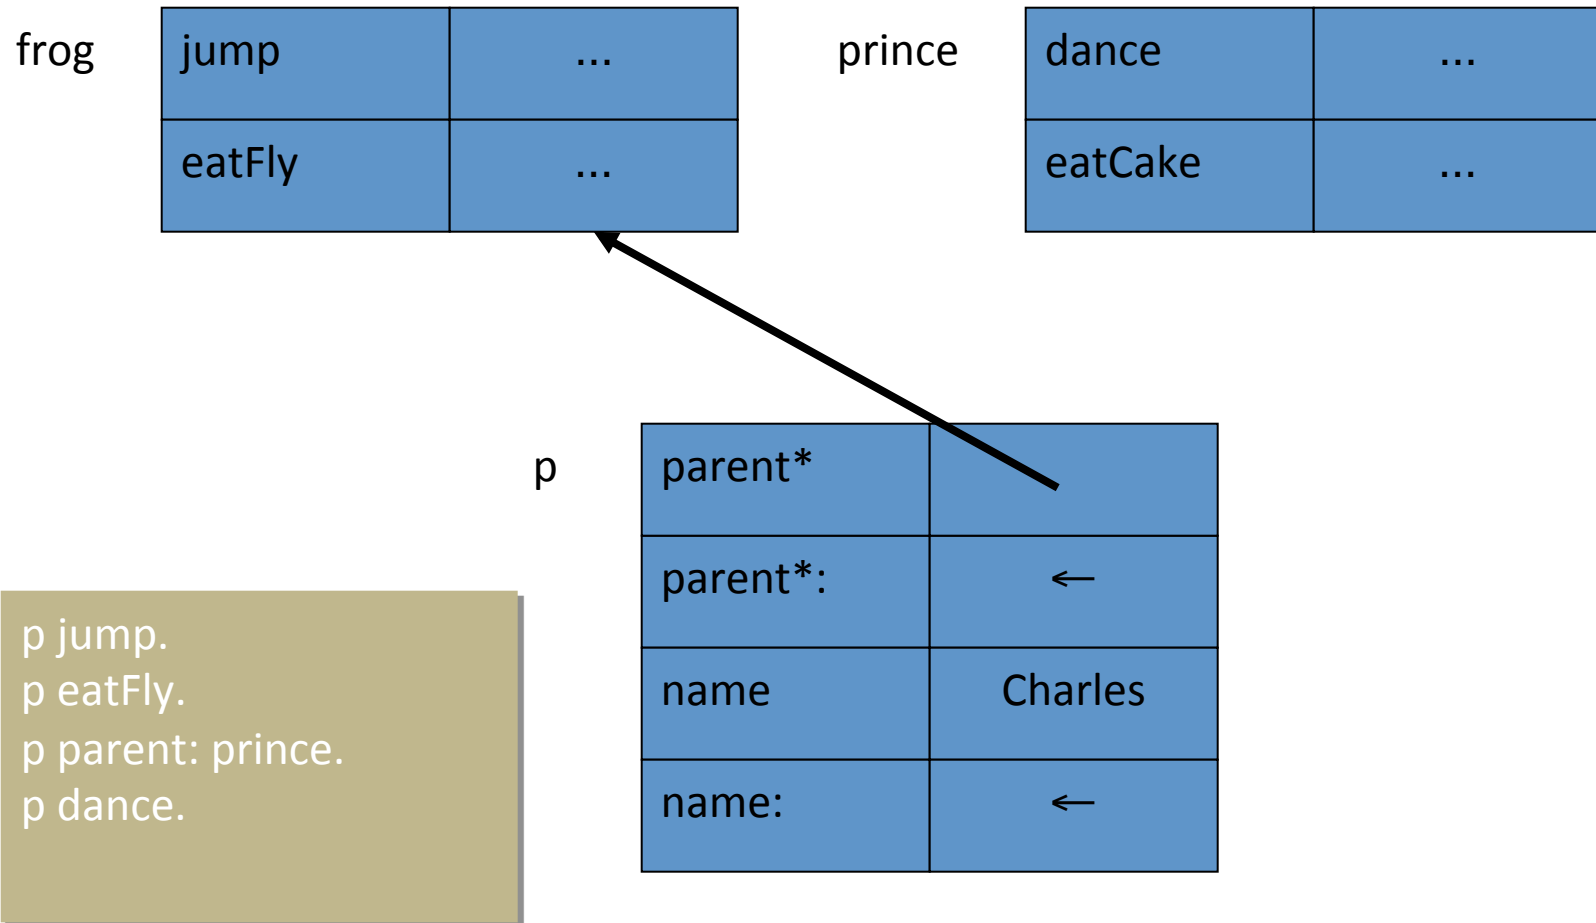 frog
jump ...
eatFly ...
prince
dance ...
eatCake ...
p
parent*
parent*: ←
name Charles
name: ←
p jump.
p eatFly.
p parent: prince.
p dance.